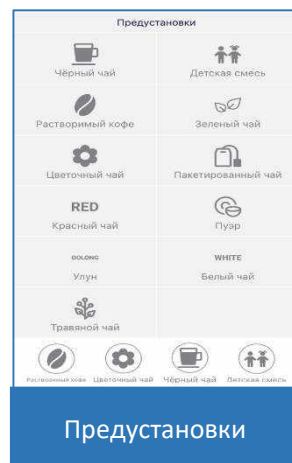 Предустановки
Чёрный чай Детская смесь
Растворимый кофе Зеленый чай
Цветочный чай Пакетированный чай
RED
Красный чай Пуэр
OOLONG WHITE
Улун Белый чай
Травяной чай
Растворимый кофе Цветочный чай Чёрный чай Детская смесь
Предустановки